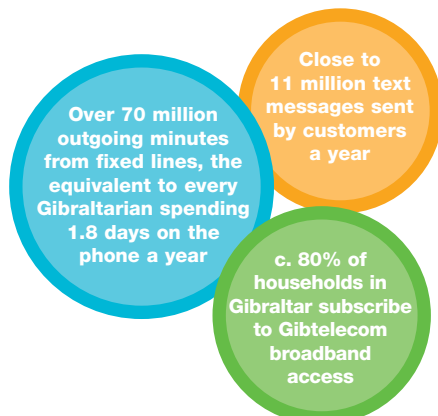 Over 70 million
outgoing minutes
from fixed lines, the
equivalent to every
Gibraltarian spending
1.8 days on the
phone a year
Close to
11 million text
messages sent
by customers
a year
c. 80% of
households in
Gibraltar subscribe
to Gibtelecom
broadband
access